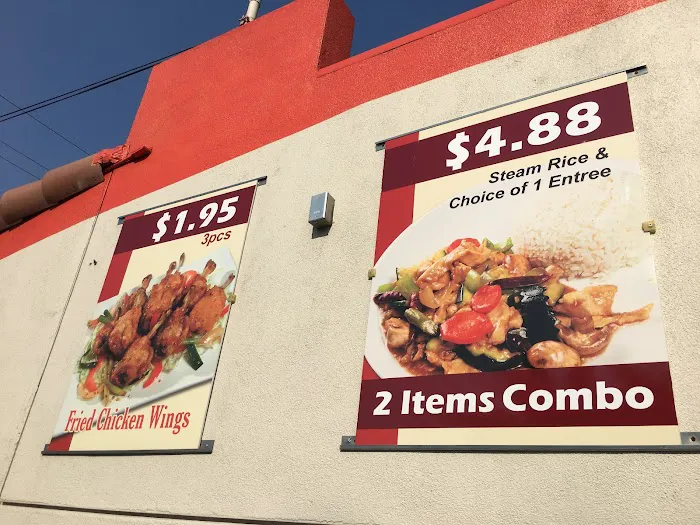 $1.95
3pcs
Fried Chicken Wings
$4.88
Steam Rice &
Choice of 1 Entree
2 Items Combo